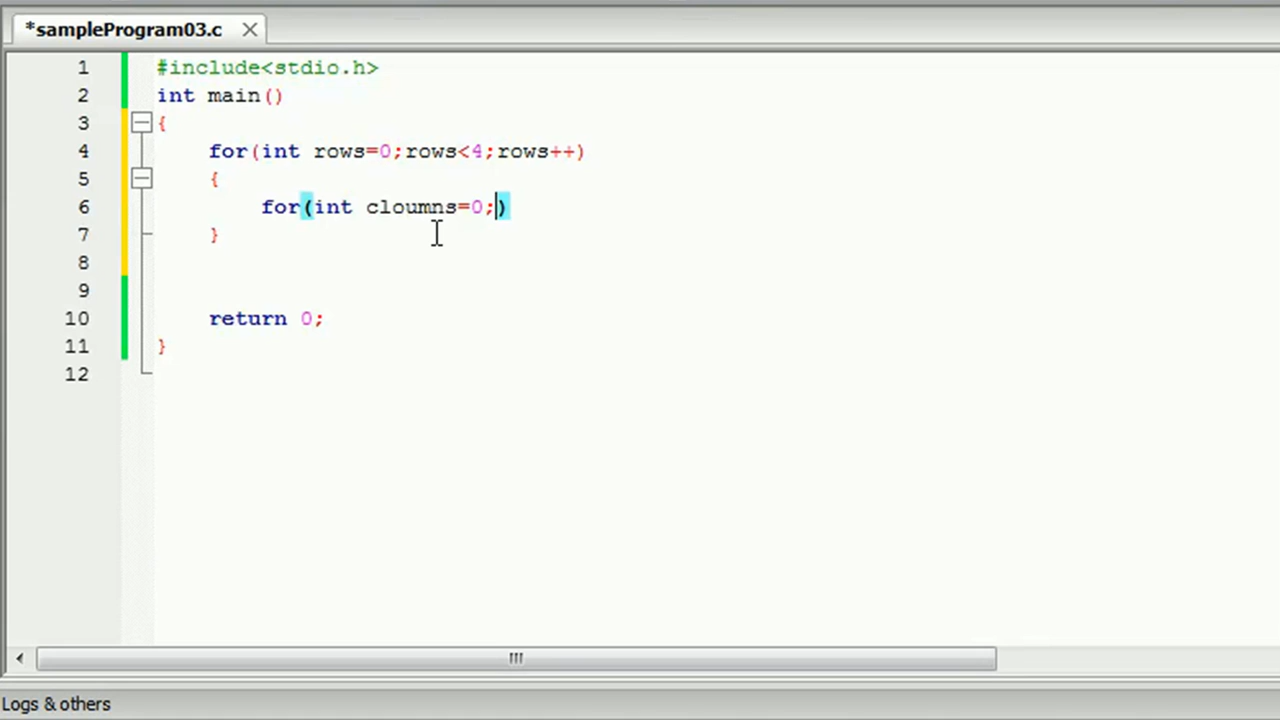 *sampleProgram03.c
1 #include<stdio.h>
2 int main()
3 {
4 for(int rows=0;rows<4;rows++)
5 {
6 for(int cloumns=0;)
7 }
8
9
10 return 0;
11 }
12
Logs & others